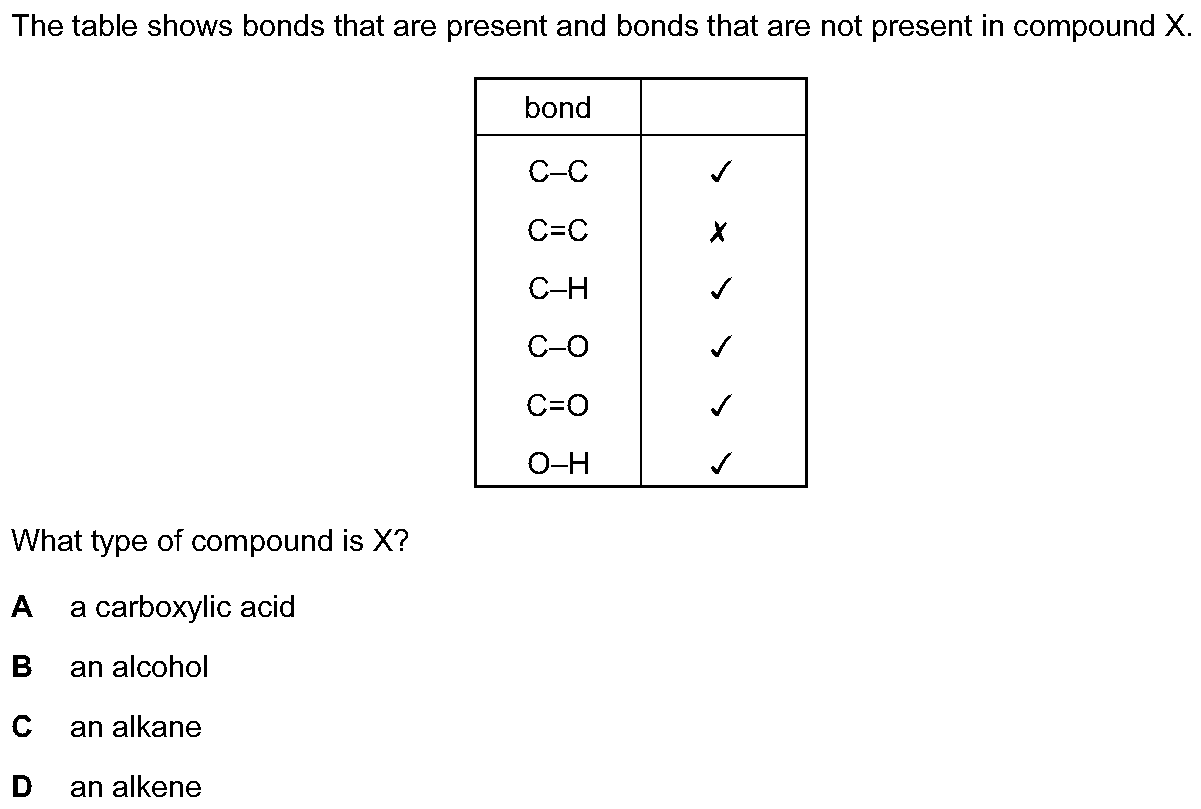 The table shows bonds that are present and bonds that are not present in compound X.
bond
C–C ✓
C=C ✗
C–H ✓
C–O ✓
C=O ✓
O–H ✓
What type of compound is X?
A a carboxylic acid
B an alcohol
C an alkane
D an alkene